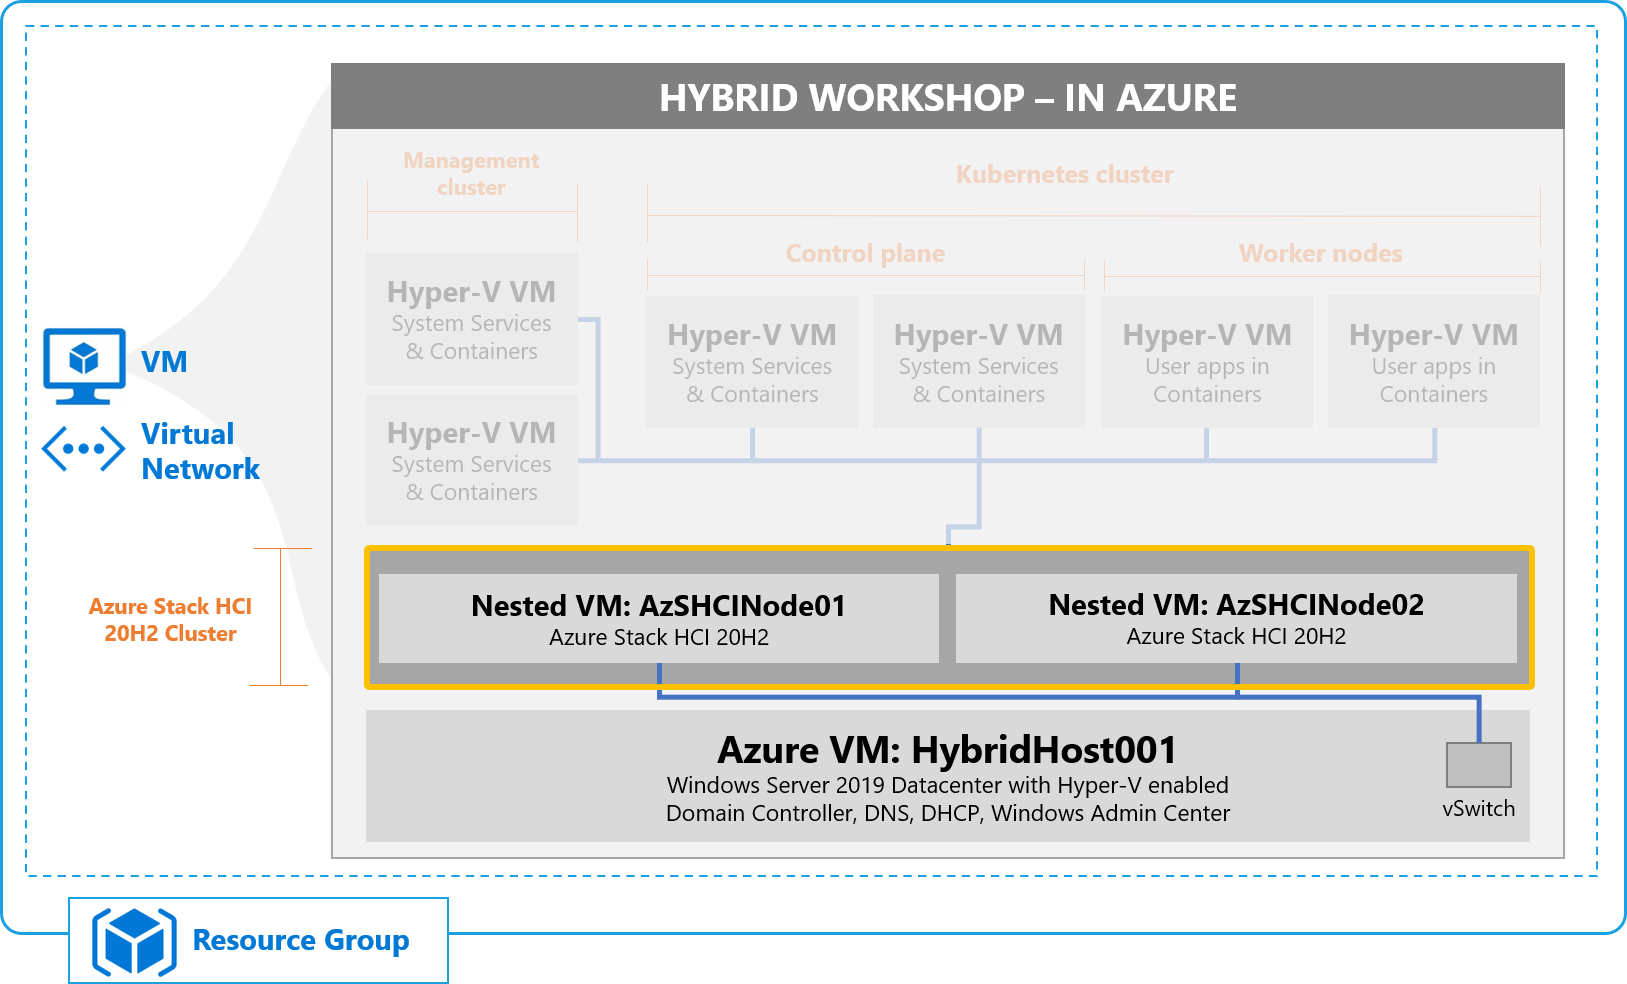 HYBRID WORKSHOP – IN AZURE
Management
cluster
Kubernetes cluster
Control plane
Worker nodes
Hyper-V VM
System Services
& Containers
Hyper-V VM
System Services
& Containers
Hyper-V VM
System Services
& Containers
Hyper-V VM
User apps in
Containers
Hyper-V VM
User apps in
Containers
Hyper-V VM
System Services
& Containers
VM
Virtual
Network
Azure Stack HCI
20H2 Cluster
Nested VM: AzSHCINode01
Azure Stack HCI 20H2
Nested VM: AzSHCINode02
Azure Stack HCI 20H2
Azure VM: HybridHost001
Windows Server 2019 Datacenter with Hyper-V enabled
Domain Controller, DNS, DHCP, Windows Admin Center
vSwitch
Resource Group